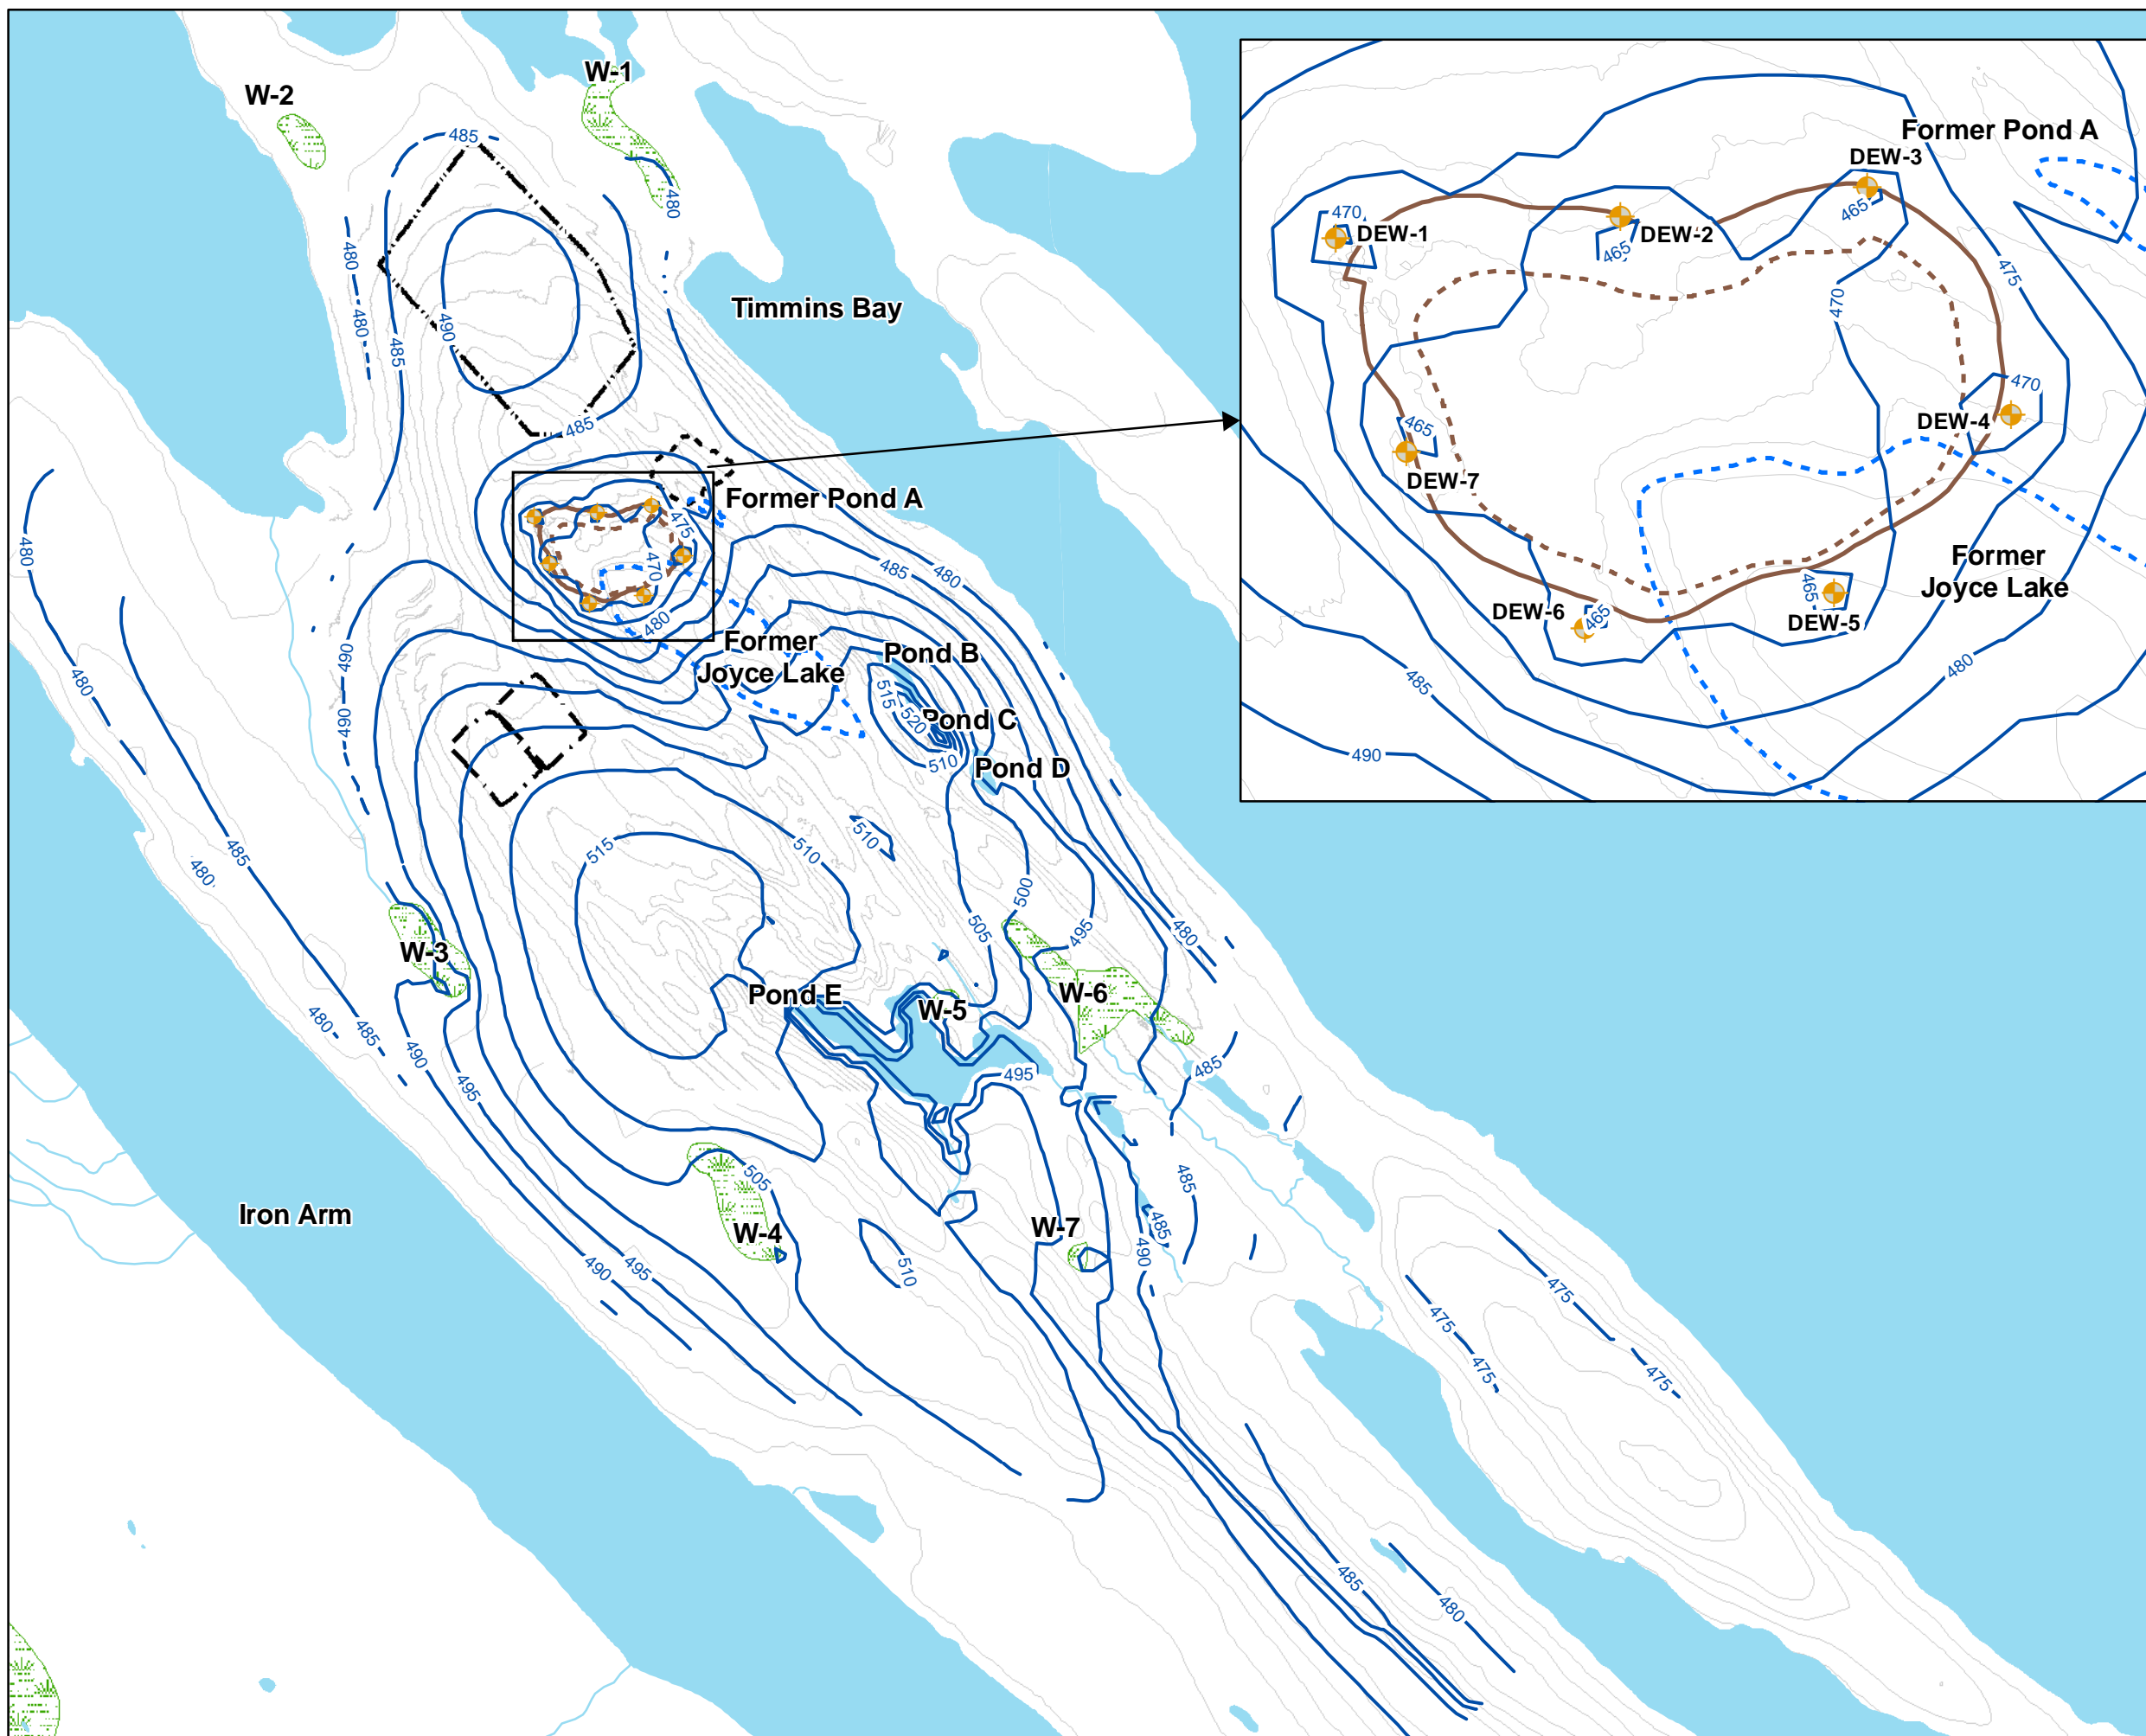 W-1
W-2
485
480
480
480
485
490
Timmins Bay
485
Former Pond A
475
470
480
485
480
480
490
490
480
Former
Joyce Lake
Pond B
515
520
Pond C
510
Pond D
515
510
510
485
480
500
505
495
480
W-3
Pond E
W-5
W-6
480
485
490
495
495
485
Iron Arm
505
W-4
W-7
485
485
490
490
495
510
475
475
475
475
485
480
Former Pond A
DEW-3
470
DEW-1
465
DEW-2
465
475
470
470
465
DEW-4
DEW-7
Former
Joyce Lake
DEW-6
465
465
DEW-5
485
480
490